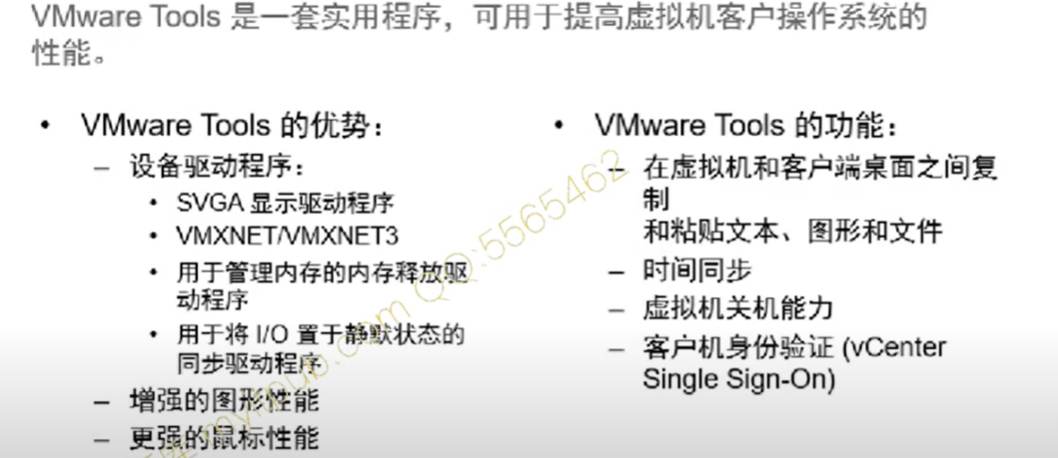 VMware Tools 是一套实用程序，可用于提高虚拟机客户操作系统的
性能。
• VMware Tools 的优势：
– 设备驱动程序：
• SVGA 显示驱动程序
• VMXNET/VMXNET3
• 用于管理内存的内存释放驱
动程序
• 用于将 I/O 置于静默状态的
同步驱动程序
– 增强的图形性能
– 更强的鼠标性能
• VMware Tools 的功能：
– 在虚拟机和客户端桌面之间复
制
和粘贴文本、图形和文件
– 时间同步
– 虚拟机关机能力
– 客户机身份验证 (vCenter
Single Sign-On)
QQ:5565462